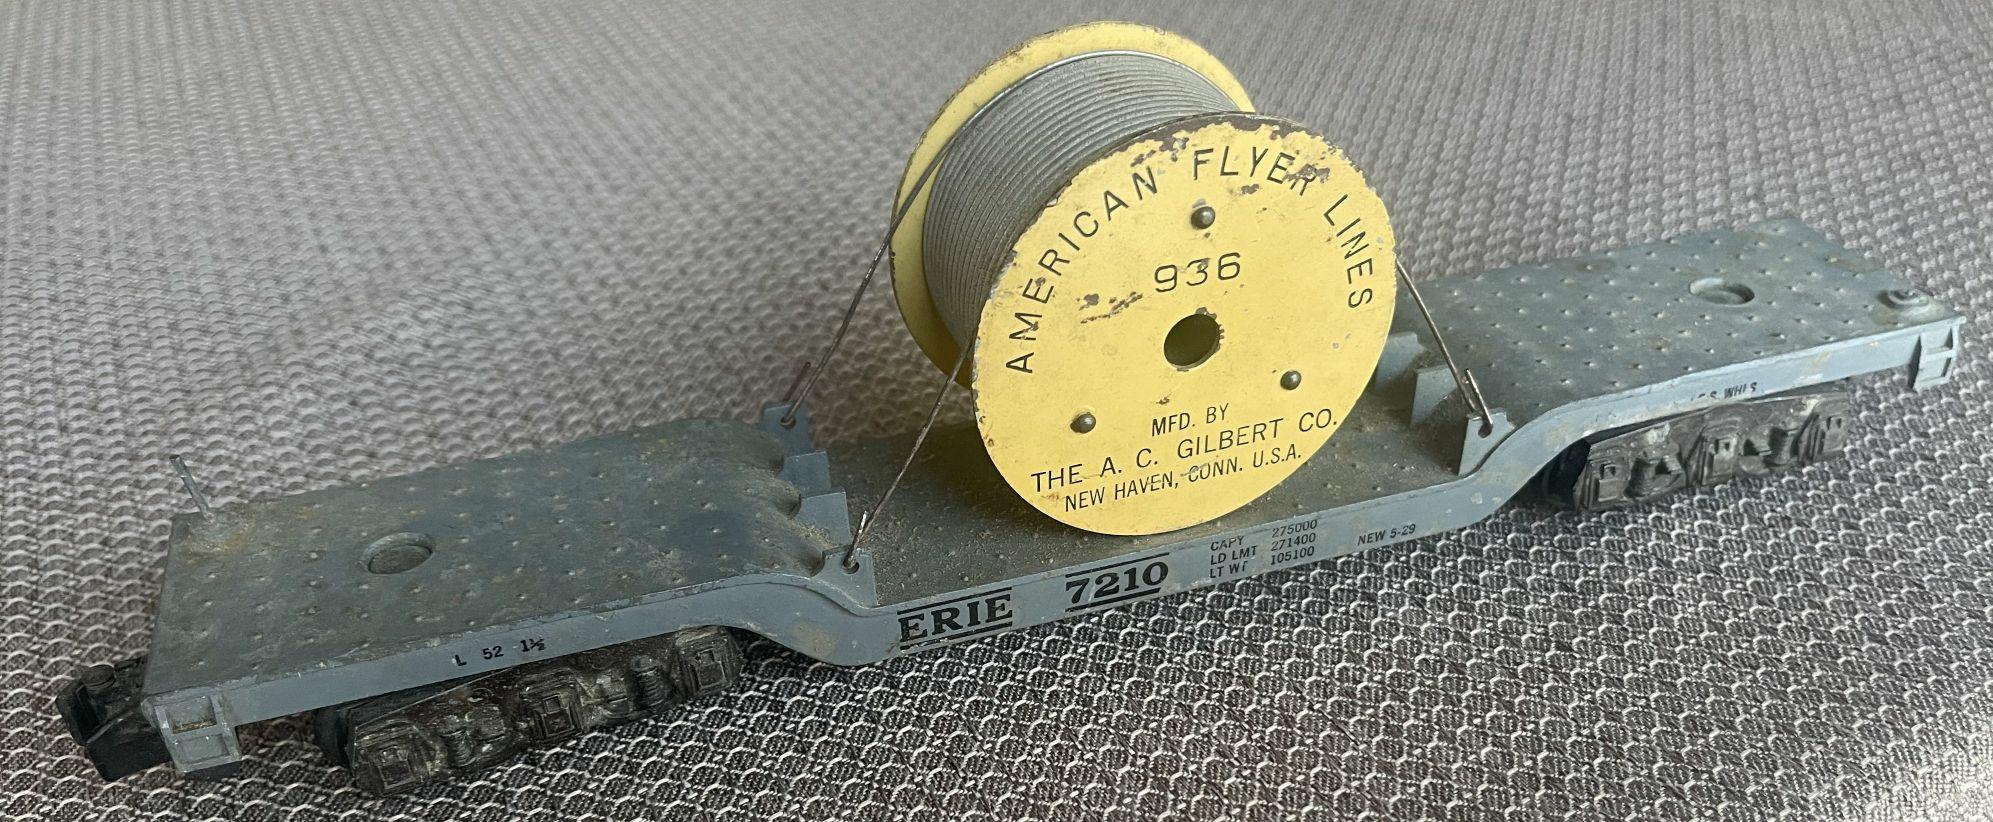 AMERICAN FLYER LINES
936
MFD. BY
THE A. C. GILBERT CO.
NEW HAVEN, CONN. U.S.A.
CAPY 275000
LD LMT 271400 NEW 5-29
LT WT 105100
ERIE 7210
L 52 1½
WHLS